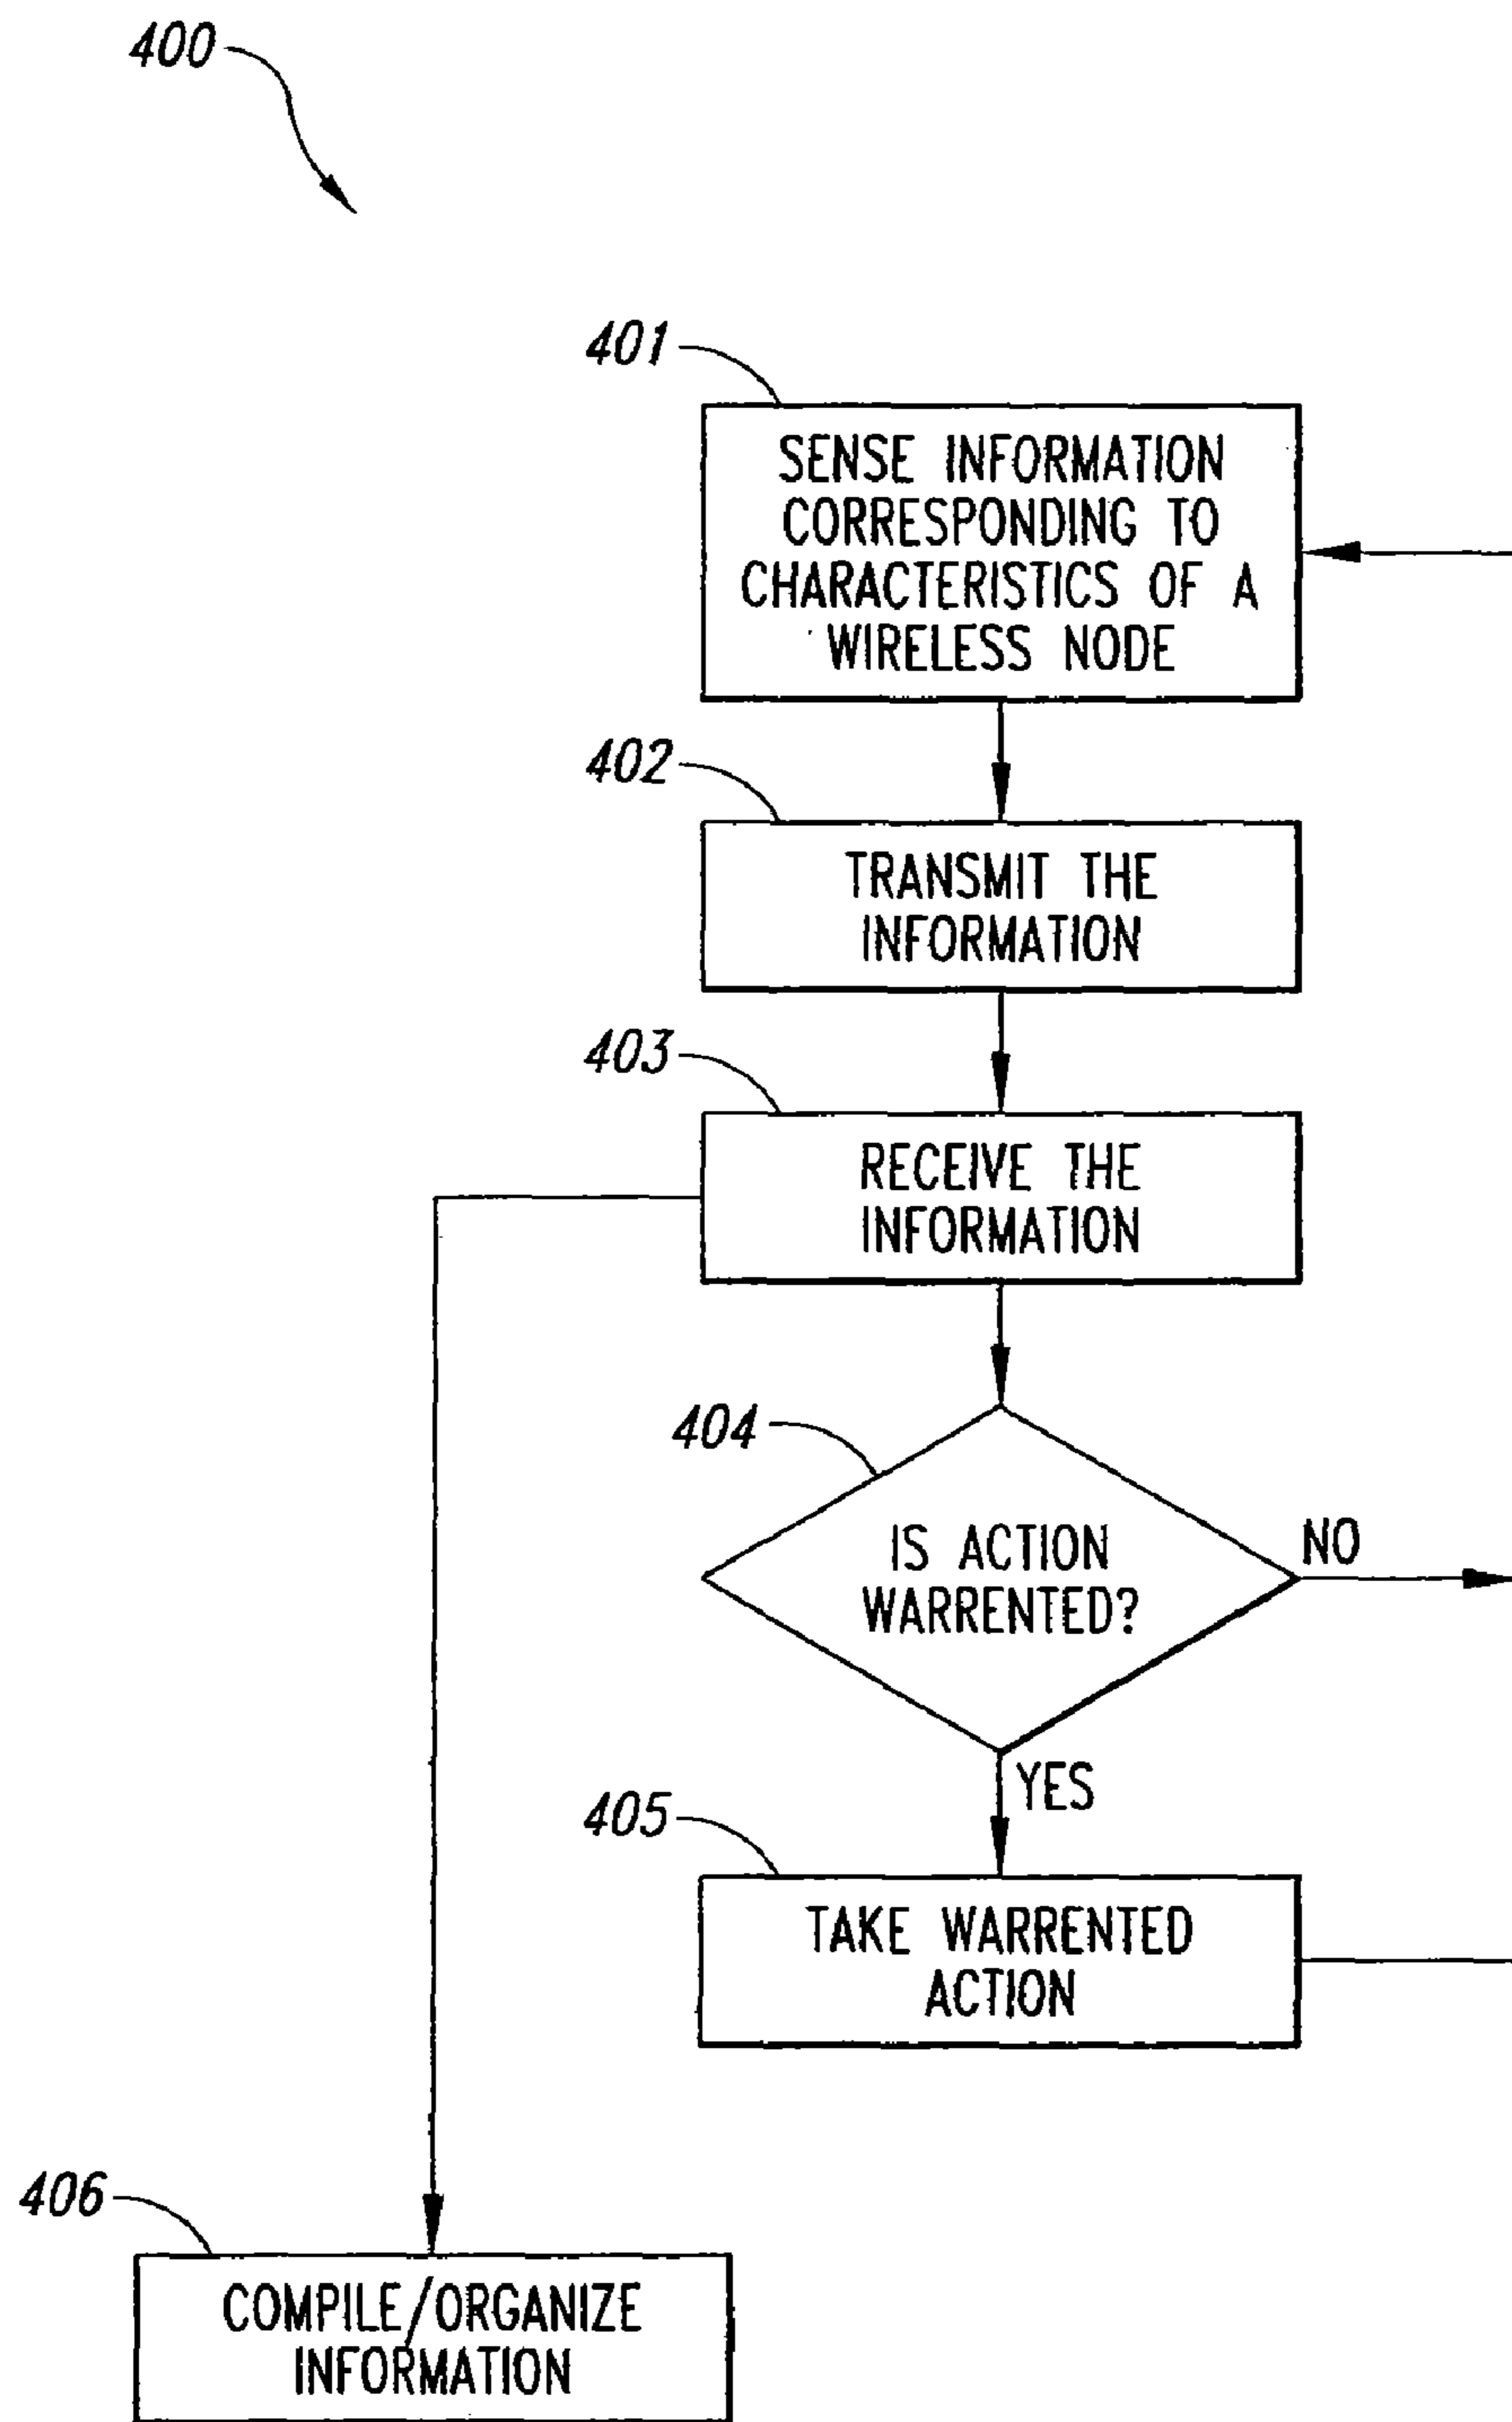 400
401
SENSE INFORMATION
CORRESPONDING TO
CHARACTERISTICS OF A
WIRELESS NODE
402
TRANSMIT THE
INFORMATION
403
RECEIVE THE
INFORMATION
404
IS ACTION
WARRENTED?
NO
YES
405
TAKE WARRENTED
ACTION
406
COMPILE/ORGANIZE
INFORMATION